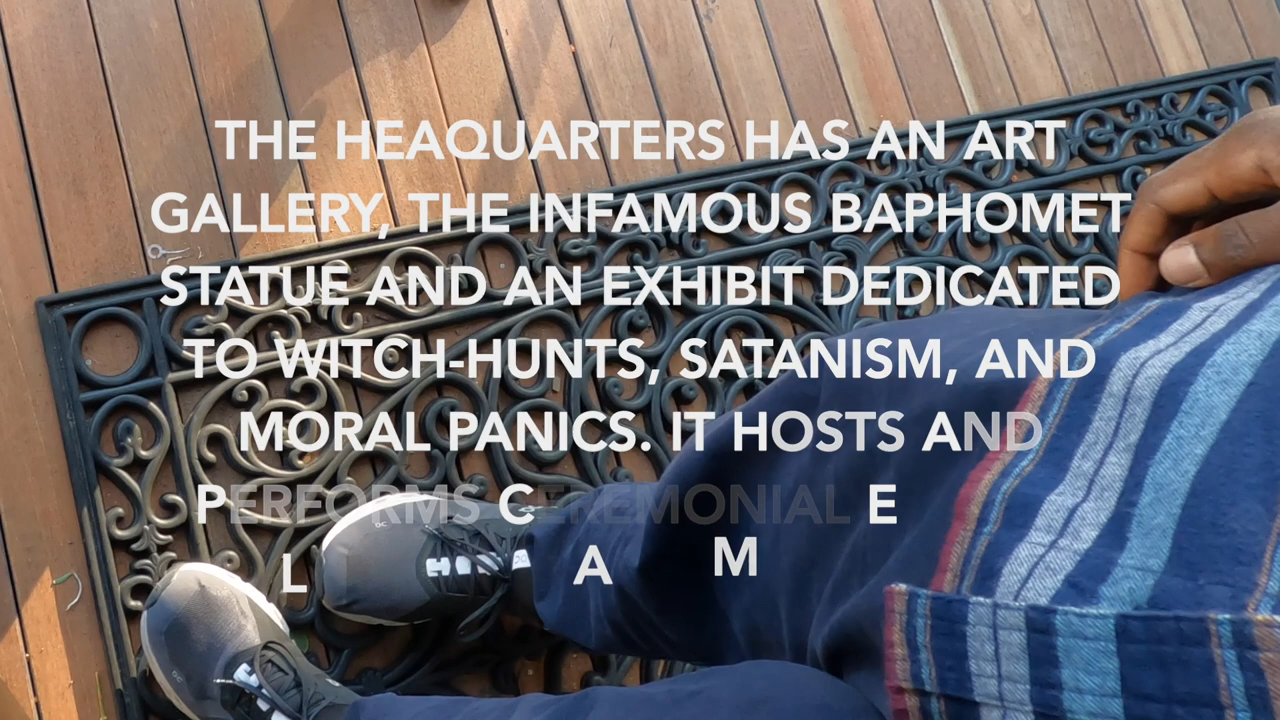 THE HEAQUARTERS HAS AN ART
GALLERY, THE INFAMOUS BAPHOMET
STATUE AND AN EXHIBIT DEDICATED
TO WITCH-HUNTS, SATANISM, AND
MORAL PANICS. IT HOSTS AND
PERFORMS CEREMONIAL E
L A M